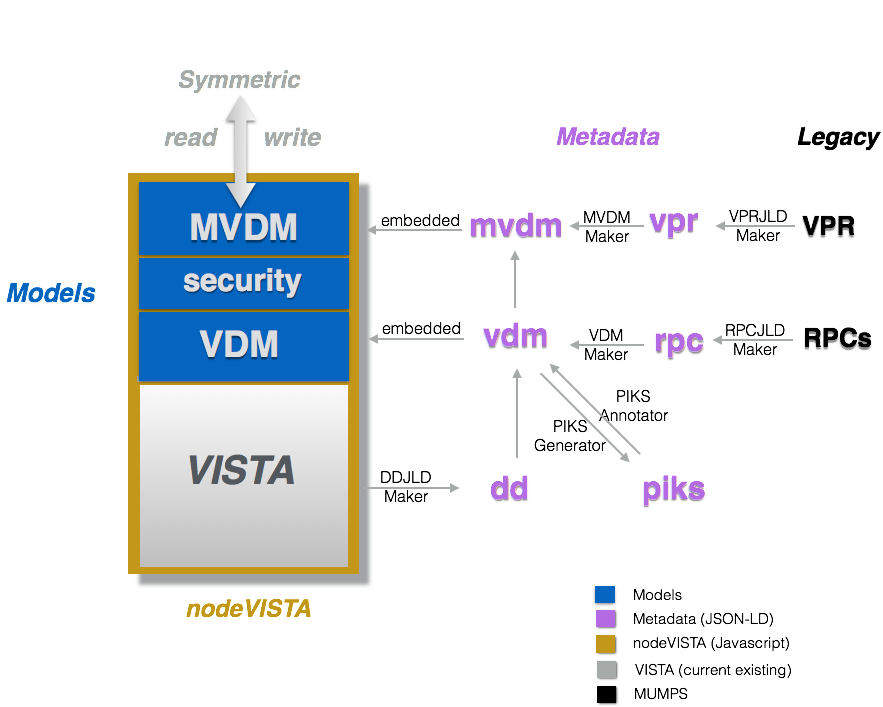 Symmetric
read write
Metadata
Legacy
MVDM
embedded
mvdm
MVDM
Maker
vpr
VPRJLD
Maker
VPR
security
Models
VDM
embedded
vdm
VDM
Maker
rpc
RPCJLD
Maker
RPCs
PIKS
Annotator
PIKS
Generator
VISTA
DDJLD
Maker
dd
piks
nodeVISTA
Models
Metadata (JSON-LD)
nodeVISTA (Javascript)
VISTA (current existing)
MUMPS